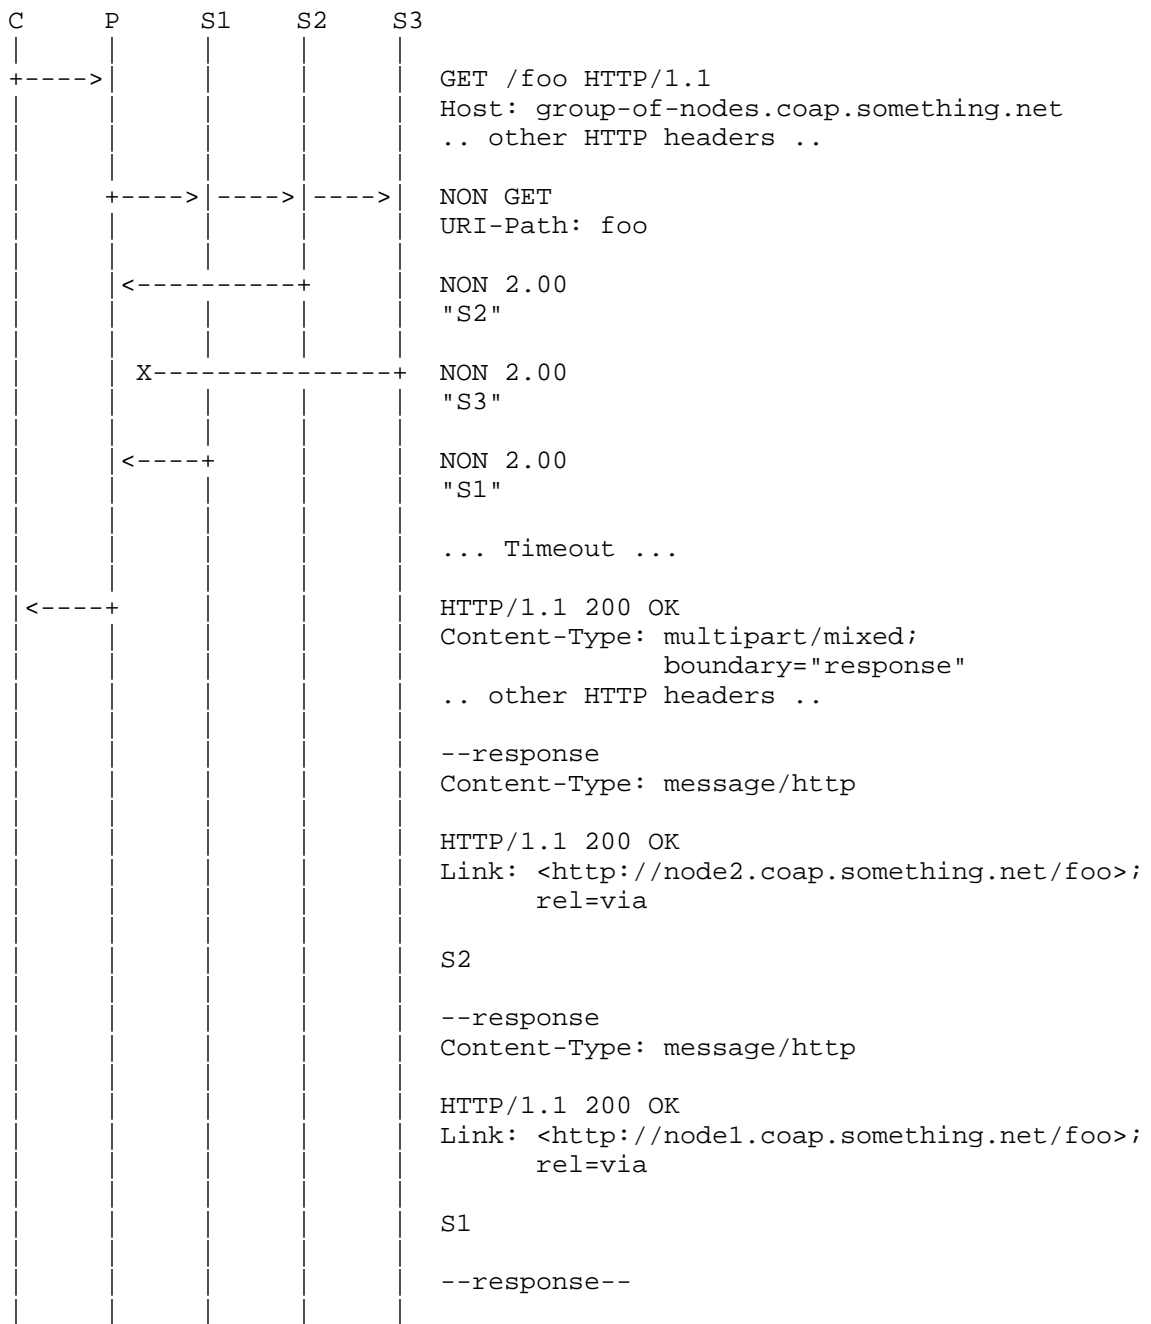 C P S1 S2 S3
GET /foo HTTP/1.1
Host: group-of-nodes.coap.something.net
.. other HTTP headers ..
NON GET
URI-Path: foo
NON 2.00
"S2"
X NON 2.00
"S3"
NON 2.00
"S1"
... Timeout ...
HTTP/1.1 200 OK
Content-Type: multipart/mixed;
boundary="response"
.. other HTTP headers ..
--response
Content-Type: message/http
HTTP/1.1 200 OK
Link: <http://node2.coap.something.net/foo>;
rel=via
S2
--response
Content-Type: message/http
HTTP/1.1 200 OK
Link: <http://node1.coap.something.net/foo>;
rel=via
S1
--response--